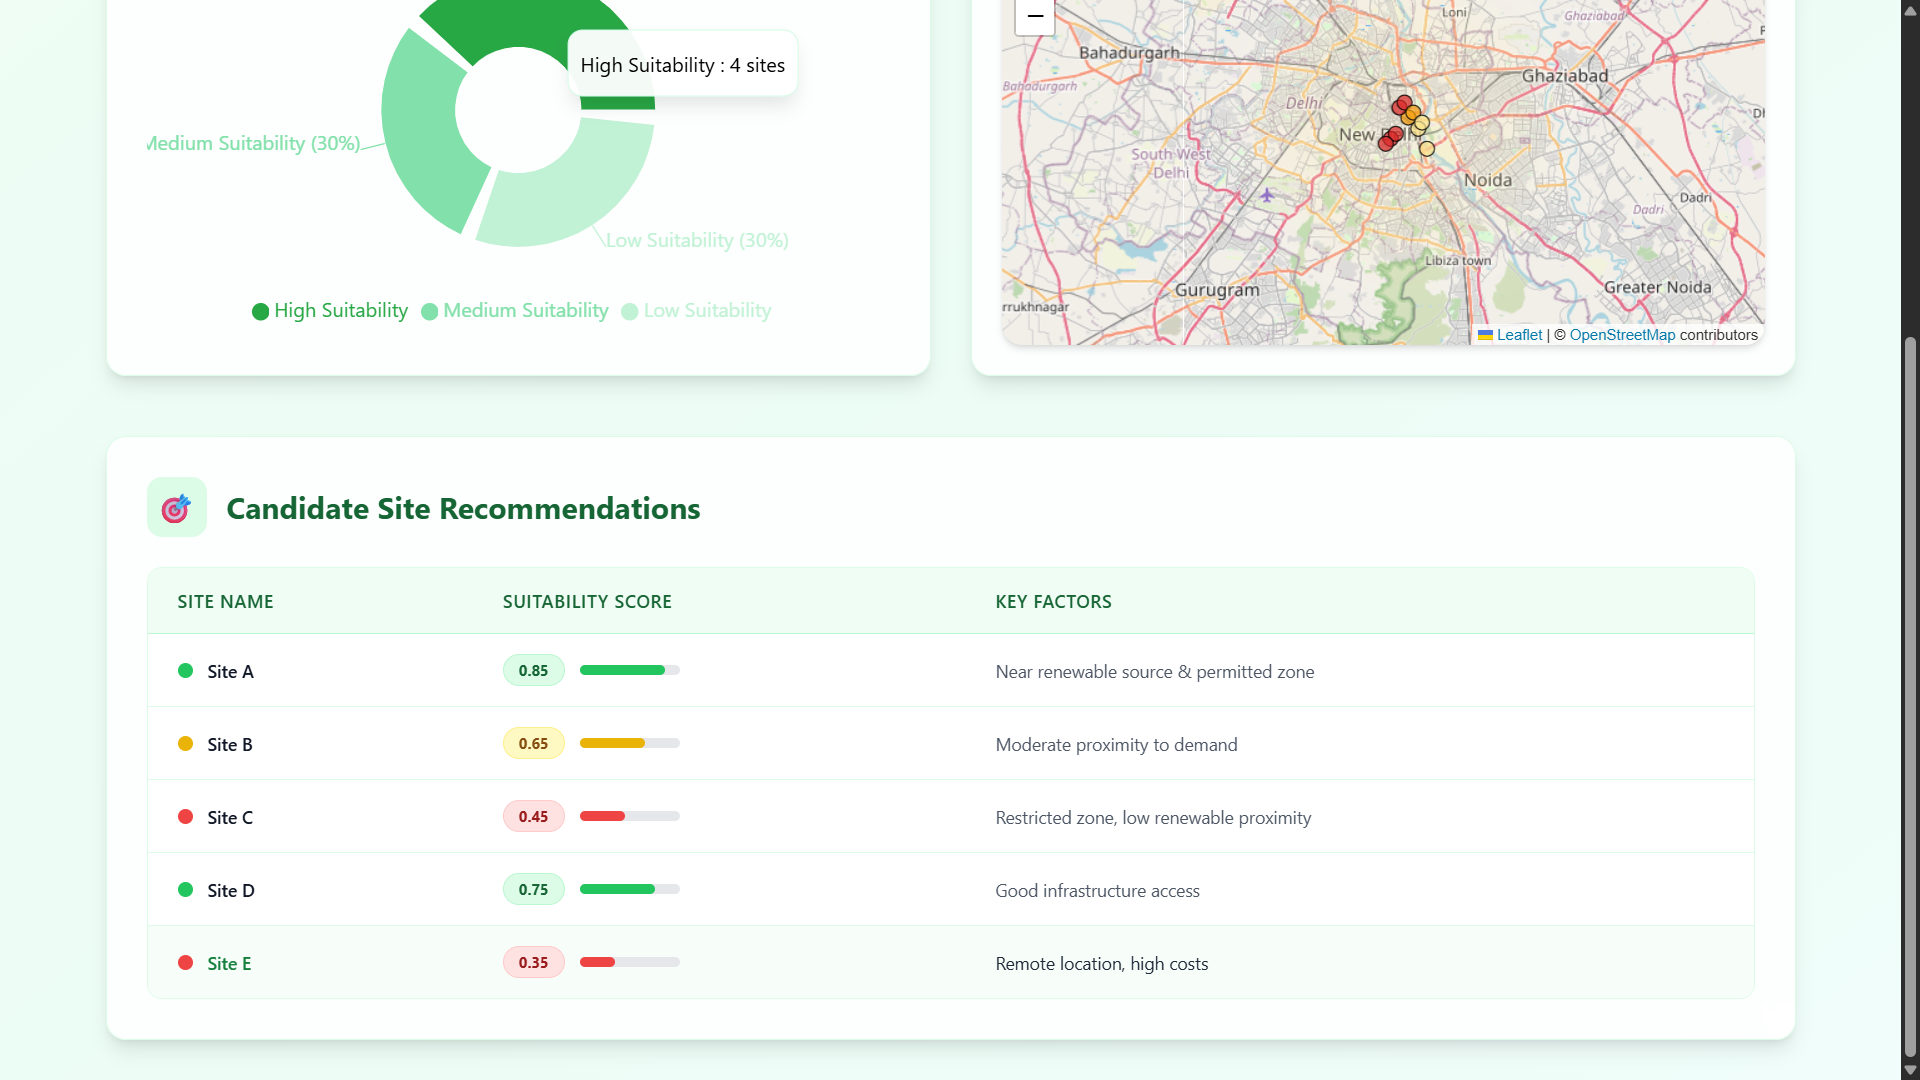 High Suitability : 4 sites
Medium Suitability (30%)
Low Suitability (30%)
High Suitability
Medium Suitability
Low Suitability
−
Loni
Ghaziabad
Bahadurgarh
Ghaziabad
Bahadurgarh
Delhi
New Delhi
South West
Delhi
Noida
Dadri
Dadri
Libiza town
Gurugram
Greater Noida
rrukhnagar
Leaflet | © OpenStreetMap contributors
Candidate Site Recommendations
SITE NAME SUITABILITY SCORE KEY FACTORS
Site A 0.85 Near renewable source & permitted zone
Site B 0.65 Moderate proximity to demand
Site C 0.45 Restricted zone, low renewable proximity
Site D 0.75 Good infrastructure access
Site E 0.35 Remote location, high costs